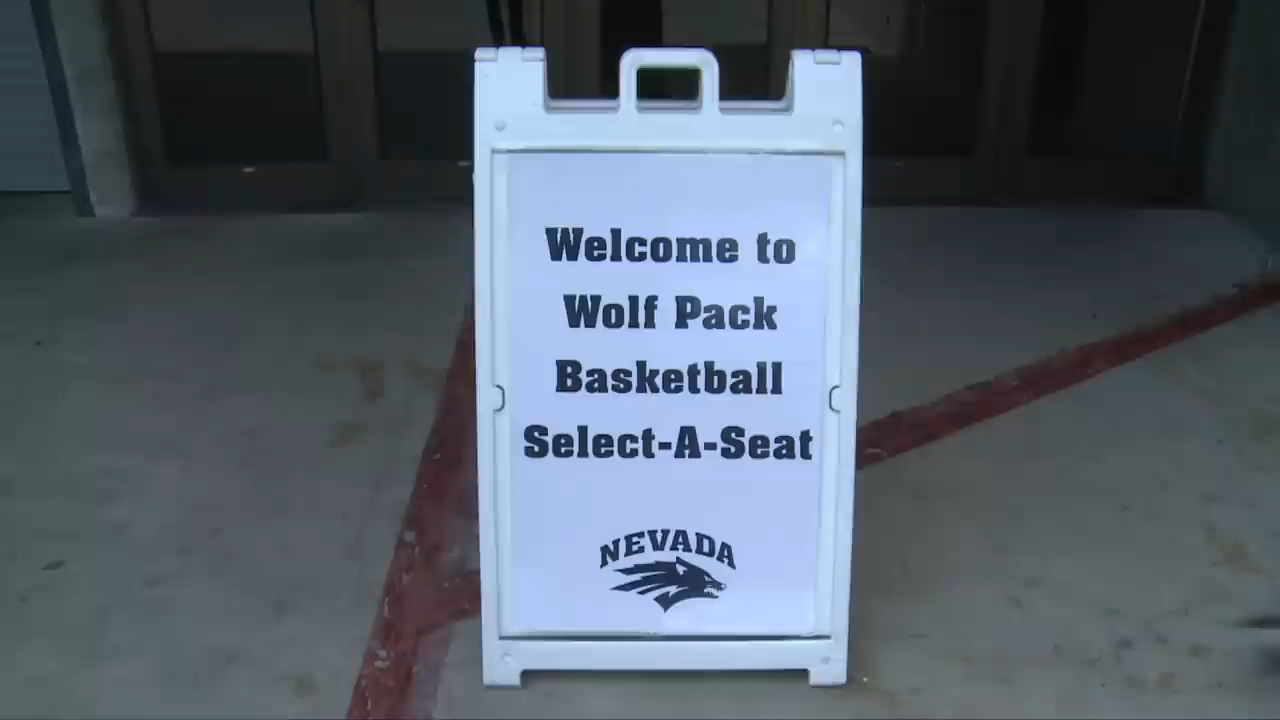 Welcome to
Wolf Pack
Basketball
Select-A-Seat
NEVADA